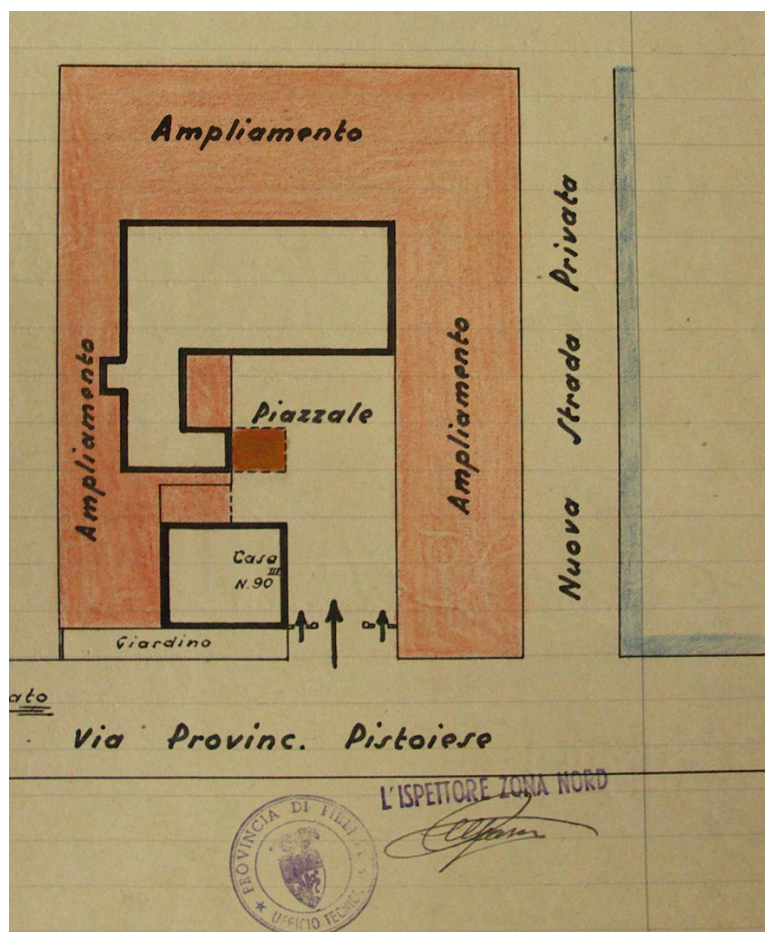 Ampliamento
Nuova Strada Privata
Ampliamento
Ampliamento
Piazzale
Casa
III
N. 90
Giardino
ato
Via Provinc. Pistoiese
L'ISPETTORE ZONA NORD
PROVINCIA DI
UFFICIO TECNICO